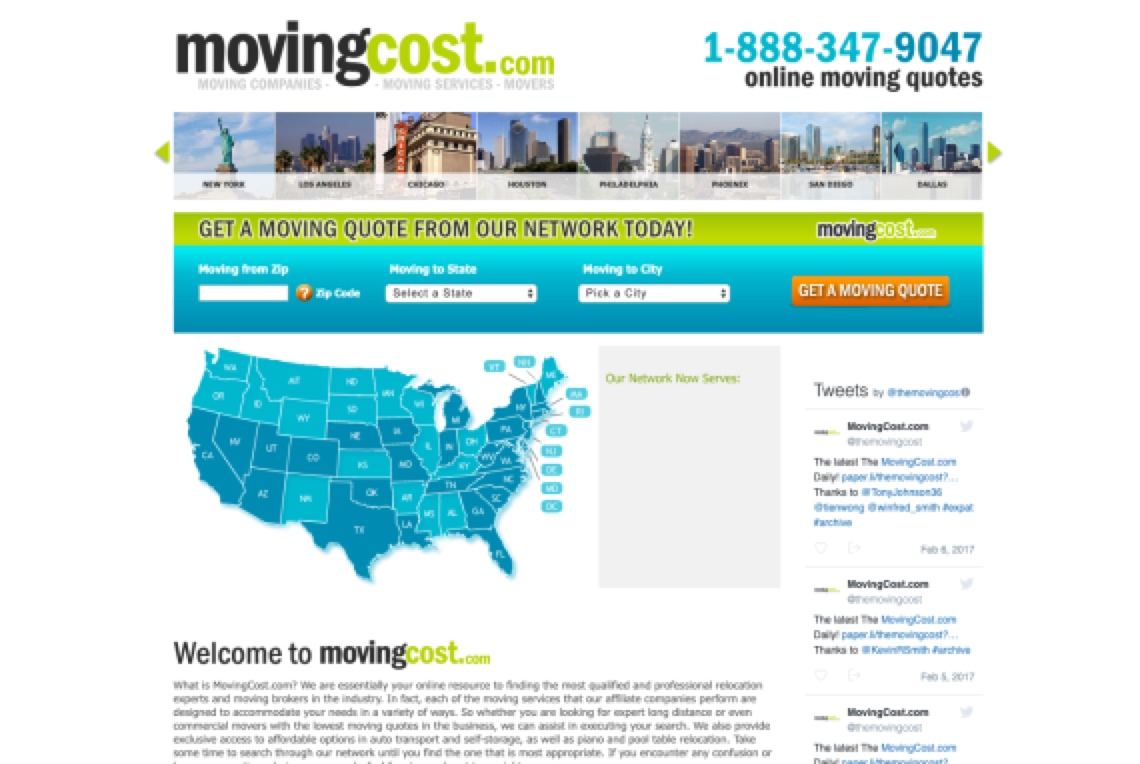 movingcost.com
MOVING COMPANIES - - MOVING SERVICES - MOVERS
1-888-347-9047
online moving quotes
NEW YORK LOS ANGELES CHICAGO HOUSTON PHILADELPHIA PHOENIX SAN DIEGO DALLAS
GET A MOVING QUOTE FROM OUR NETWORK TODAY! movingcost.com
Moving from Zip Moving to State Moving to City
? Zip Code Select a State Pick a City GET A MOVING QUOTE
WA MT ND MN VT NH ME
OR ID WY SD WI MI NY MA RI
NV UT CO NE IA IL IN OH PA CT NJ
CA KS MO KY WV VA DE MD DC
AZ NM OK AR TN NC SC
TX LA MS AL GA FL
Our Network Now Serves:
Tweets by @themovingcost
MovingCost.com
@themovingcost
The latest The MovingCost.com
Daily! paper.li/themovingcost?…
Thanks to @TonyJohnson36
@tienwong @winfred_smith #expat
#archive
Feb 6, 2017
MovingCost.com
@themovingcost
The latest The MovingCost.com
Daily! paper.li/themovingcost?…
Thanks to @KevinRSmith #archive
Feb 5, 2017
MovingCost.com
@themovingcost
The latest The MovingCost.com
Daily! paper.li/themovingcost?…
Welcome to movingcost.com
What is MovingCost.com? We are essentially your online resource to finding the most qualified and professional relocation
experts and moving brokers in the industry. In fact, each of the moving services that our affiliate companies perform are
designed to accommodate your needs in a variety of ways. So whether you are looking for expert long distance or even
commercial movers with the lowest moving quotes in the business, we can assist in executing your search. We also provide
exclusive access to affordable options in auto transport and self-storage, as well as piano and pool table relocation. Take
some time to search through our network until you find the one that is most appropriate. If you encounter any confusion or